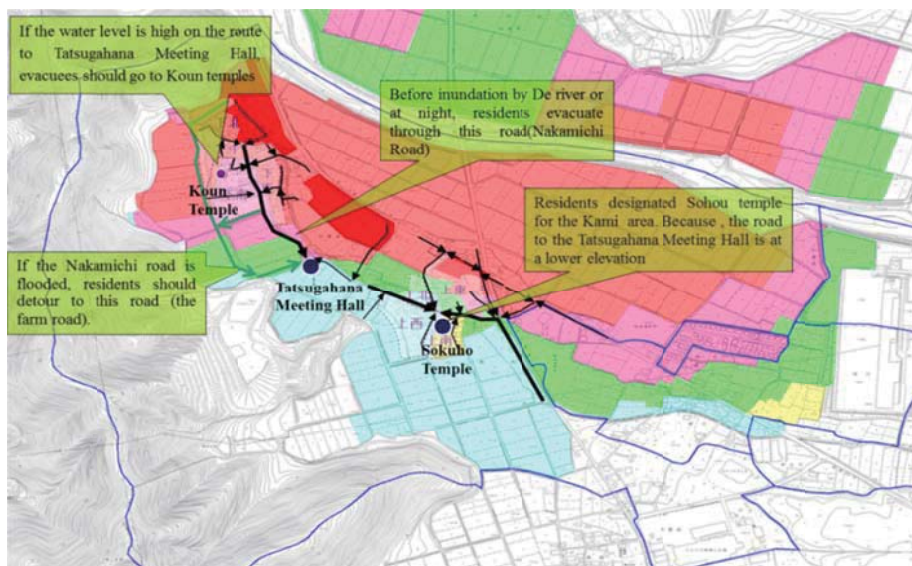 If the water level is high on the route
to Tatsugahana Meeting Hall,
evacuees should go to Koun temples
Before inundation by De river or
at night, residents evacuate
through this road(Nakamichi
Road)
Koun
Temple
Residents designated Sohou temple
for the Kami area. Because , the road
to the Tatsugahana Meeting Hall is at
a lower elevation
If the Nakamichi road is
flooded, residents should
detour to this road (the
farm road).
Tatsugahana
Meeting Hall
上東
上西
Sokuho
Temple